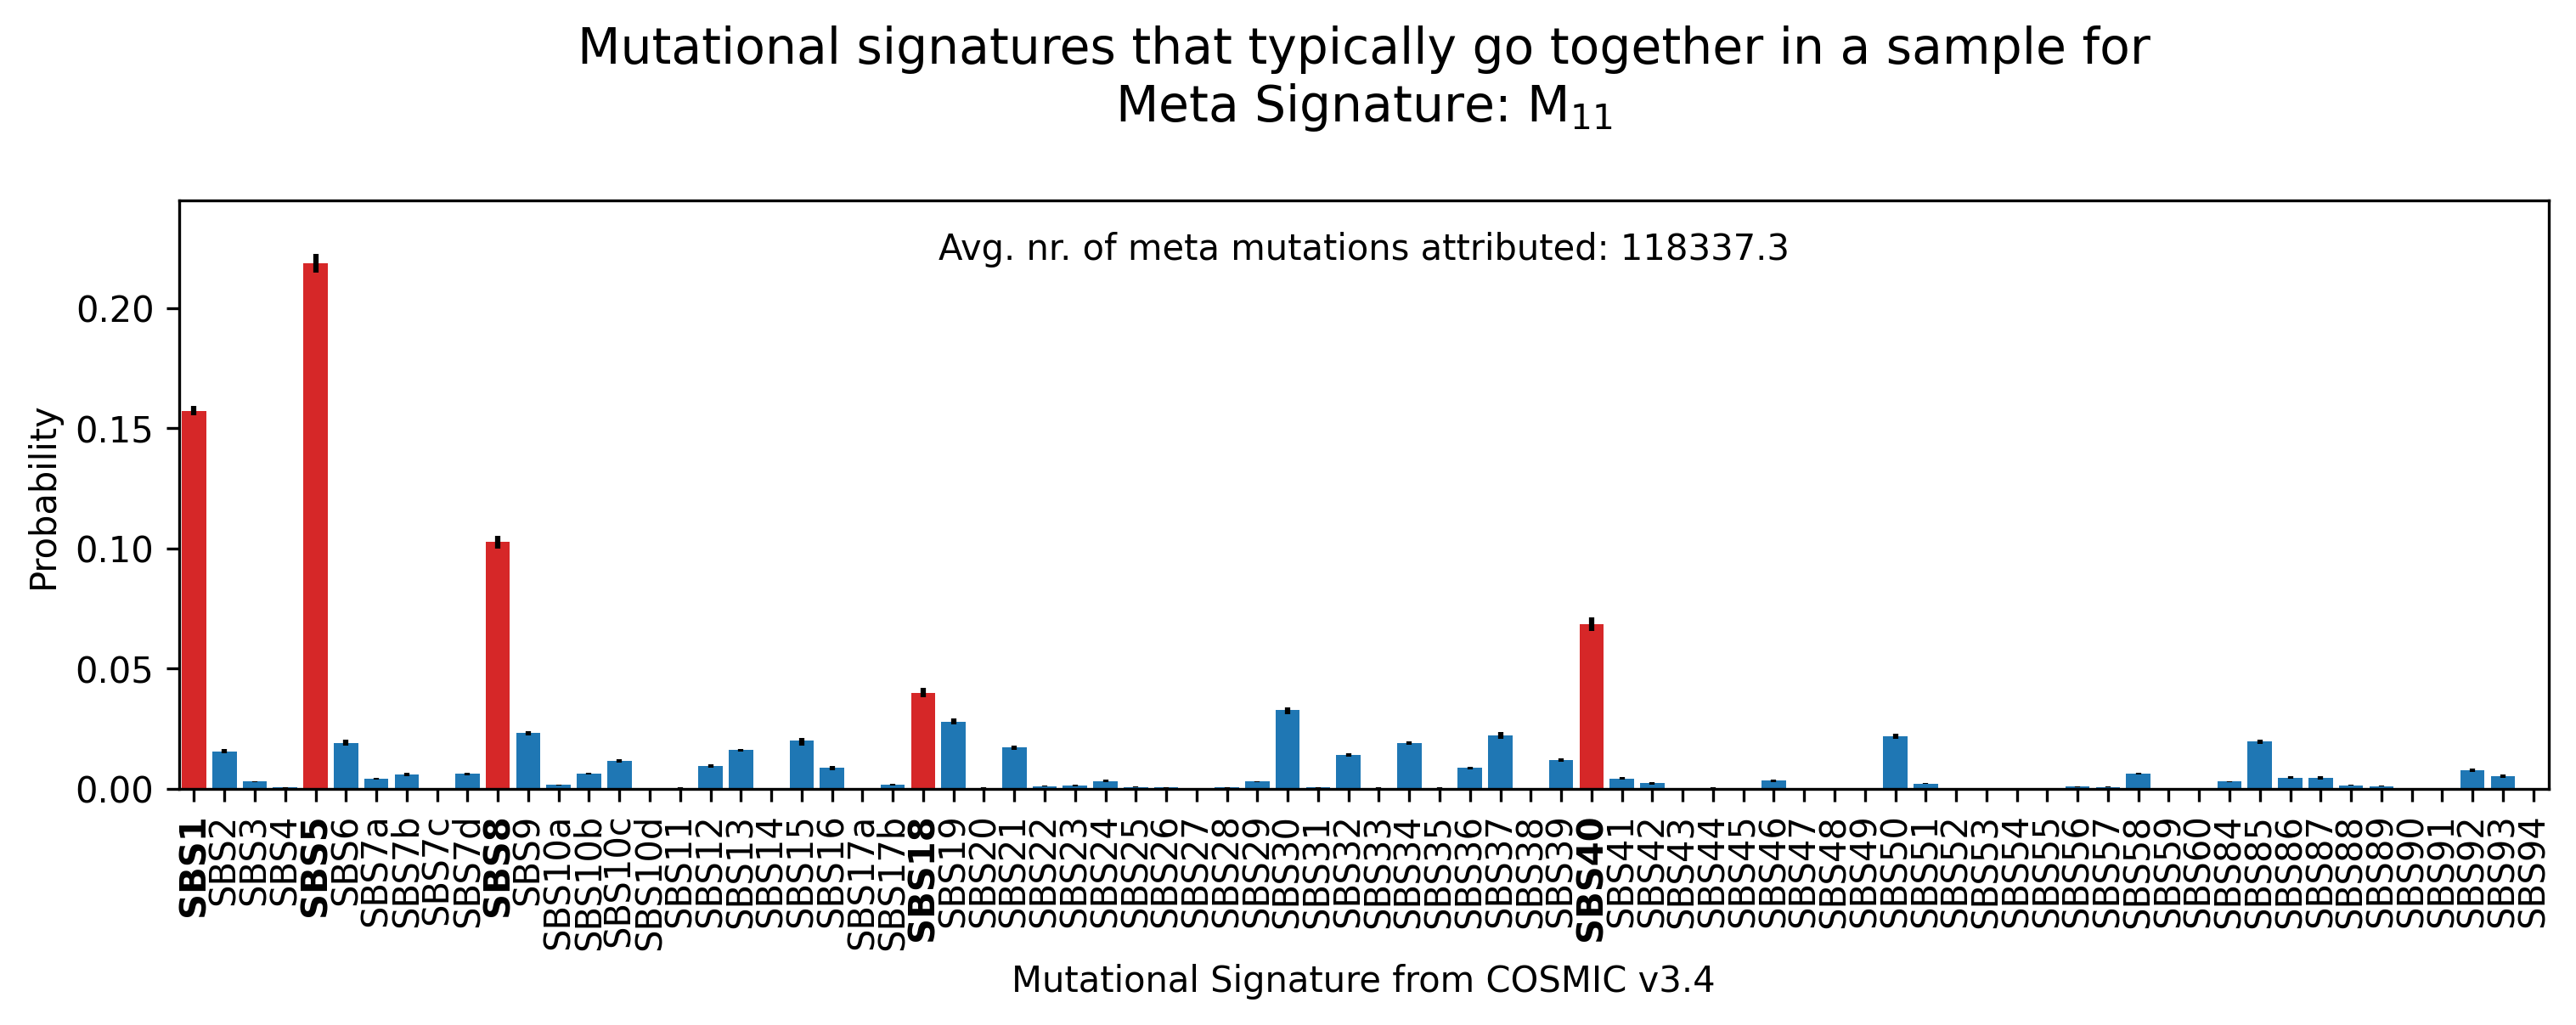 Mutational signatures that typically go together in a sample for
Meta Signature: M₁₁
Avg. nr. of meta mutations attributed: 118337.3
Probability
0.20
0.15
0.10
0.05
0.00
SBS1
SBS2
SBS3
SBS4
SBS5
SBS6
SBS7a
SBS7b
SBS7c
SBS7d
SBS8
SBS9
SBS10a
SBS10b
SBS10c
SBS10d
SBS11
SBS12
SBS13
SBS14
SBS15
SBS16
SBS17a
SBS17b
SBS18
SBS19
SBS20
SBS21
SBS22
SBS23
SBS24
SBS25
SBS26
SBS27
SBS28
SBS29
SBS30
SBS31
SBS32
SBS33
SBS34
SBS35
SBS36
SBS37
SBS38
SBS39
SBS40
SBS41
SBS42
SBS43
SBS44
SBS45
SBS46
SBS47
SBS48
SBS49
SBS50
SBS51
SBS52
SBS53
SBS54
SBS55
SBS56
SBS57
SBS58
SBS59
SBS60
SBS84
SBS85
SBS86
SBS87
SBS88
SBS89
SBS90
SBS91
SBS92
SBS93
SBS94
Mutational Signature from COSMIC v3.4